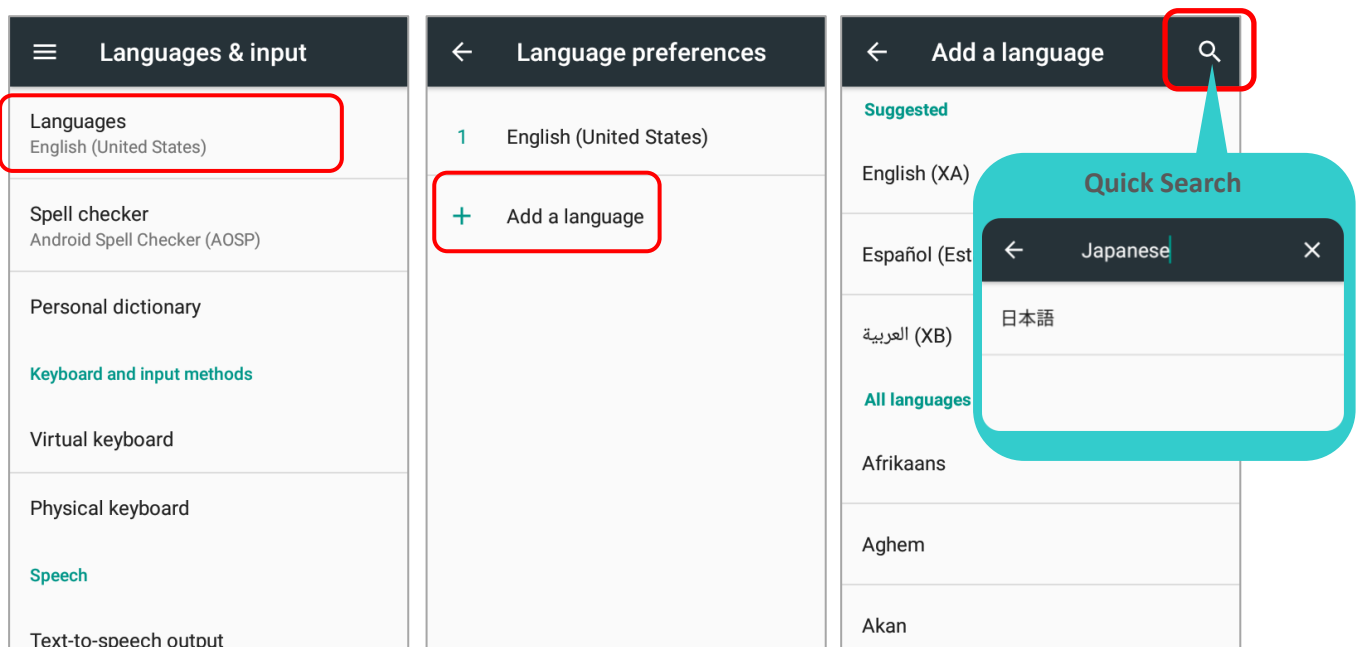 Languages & input
Languages
English (United States)
Spell checker
Android Spell Checker (AOSP)
Personal dictionary
Keyboard and input methods
Virtual keyboard
Physical keyboard
Speech
Text-to-speech output
Language preferences
1 English (United States)
+ Add a language
Add a language
Suggested
English (XA)
Español (Est
العربية (XB)
All languages
Afrikaans
Aghem
Akan
Quick Search
Japanese
日本語